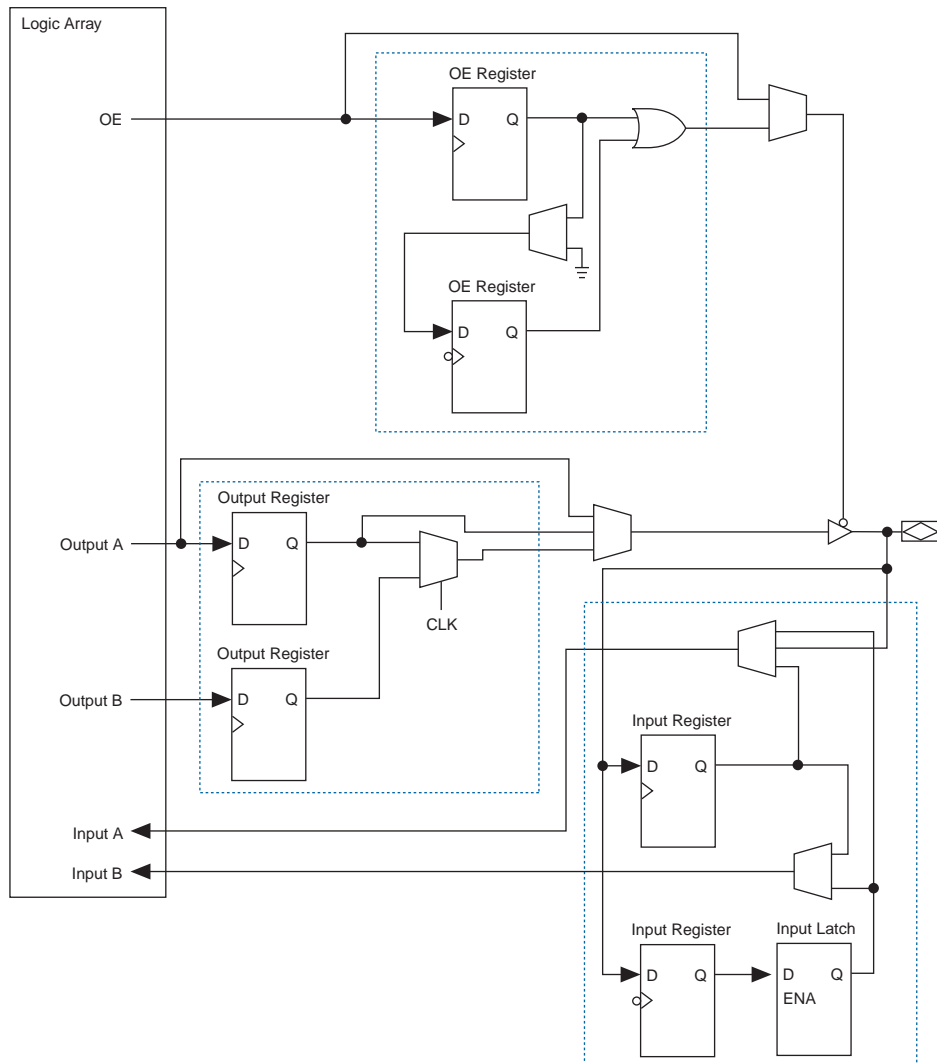 Logic Array
OE Register
OE
D Q
OE Register
D Q
Output Register
Output A
D Q
CLK
Output Register
Output B
D Q
Input Register
D Q
Input A
Input B
Input Register
Input Latch
D Q
D Q
ENA